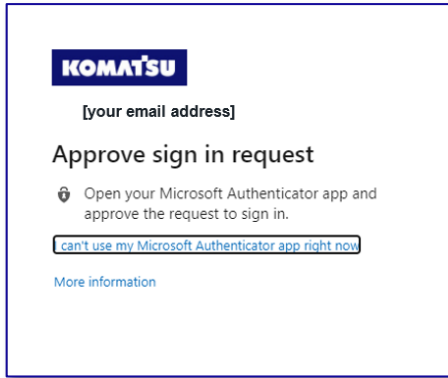 KOMATSU
[your email address]
Approve sign in request
Open your Microsoft Authenticator app and
approve the request to sign in.
I can't use my Microsoft Authenticator app right now
More information